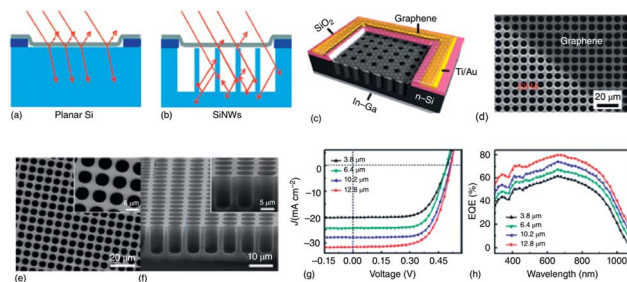 (a)
Planar Si
(b)
SiNWs
(c)
SiO₂
Graphene
Ti/Au
n-Si
In–Ga
(d)
Graphene
20 μm
(e)
20 μm
5 μm
(f)
10 μm
(g)
J/(mA cm⁻²)
0
−10
−20
−30
−0.15 0.00 0.15 0.30 0.45
Voltage (V)
3.8 μm
6.4 μm
10.2 μm
12.8 μm
(h)
EQE (%)
80
60
40
20
0
400 600 800 1000
Wavelength (nm)
3.8 μm
6.4 μm
10.2 μm
12.8 μm